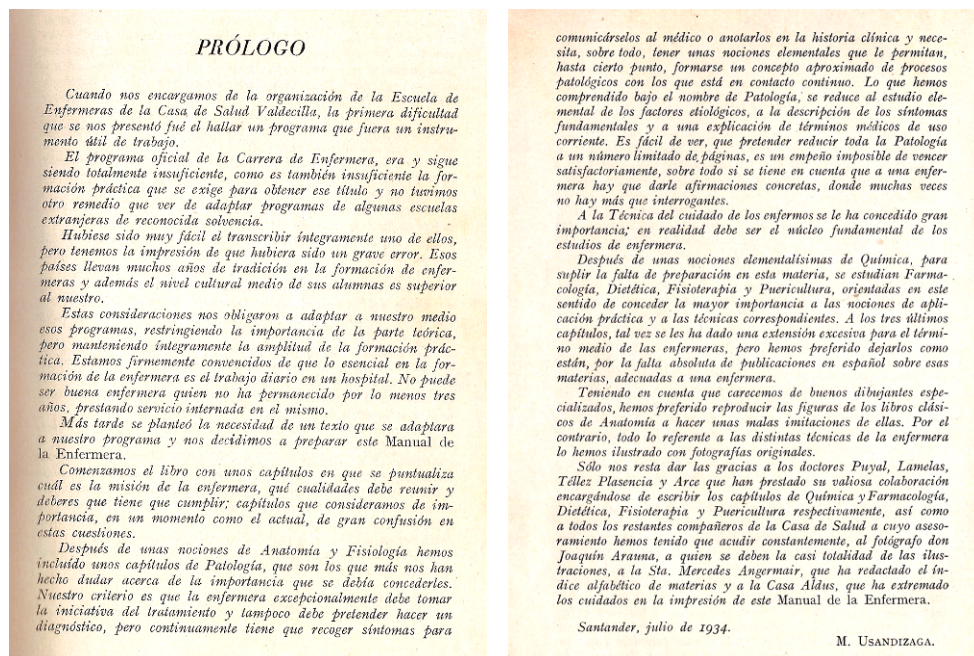 PRÓLOGO
Cuando nos encargamos de la organización de la Escuela de
Enfermeras de la Casa de Salud Valdecilla, la primera dificultad
que se nos presentó fué el hallar un programa que fuera un instru-
mento útil de trabajo.
El programa oficial de la Carrera de Enfermera, era y sigue
siendo totalmente insuficiente, como es también insuficiente la for-
mación práctica que se exige para obtener ese título y no tuvimos
otro remedio que ver de adaptar programas de algunas escuelas
extranjeras de reconocida solvencia.
Hubiese sido muy fácil el transcribir íntegramente uno de ellos,
pero tenemos la impresión de que hubiera sido un grave error. Esos
países llevan muchos años de tradición en la formación de enfer-
meras y además el nivel cultural medio de sus alumnas es superior
al nuestro.
Estas consideraciones nos obligaron a adaptar a nuestro medio
esos programas, restringiendo la importancia de la parte teórica,
pero manteniendo íntegramente la amplitud de la formación prác-
tica. Estamos firmemente convencidos de que lo esencial en la for-
mación de la enfermera es el trabajo diario en un hospital. No puede
ser buena enfermera quien no ha permanecido por lo menos tres
años, prestando servicio internada en el mismo.
Más tarde se planteó la necesidad de un texto que se adaptara
a nuestro programa y nos decidimos a preparar este Manual de
la Enfermera.
Comenzamos el libro con unos capítulos en que se puntualiza
cuál es la misión de la enfermera, qué cualidades debe reunir y
deberes que tiene que cumplir; capítulos que consideramos de im-
portancia, en un momento como el actual, de gran confusión en
estas cuestiones.
Después de unas nociones de Anatomía y Fisiología hemos
incluído unos capítulos de Patología, que son los que más nos han
hecho dudar acerca de la importancia que se debía concederles.
Nuestro criterio es que la enfermera excepcionalmente debe tomar
la iniciativa del tratamiento y tampoco debe pretender hacer un
diagnóstico, pero continuamente tiene que recoger síntomas para
comunicárselos al médico o anotarlos en la historia clínica y nece-
sita, sobre todo, tener unas nociones elementales que le permitan,
hasta cierto punto, formarse un concepto aproximado de procesos
patológicos con los que está en contacto continuo. Lo que hemos
comprendido bajo el nombre de Patología, se reduce al estudio ele-
mental de los factores etiológicos, a la descripción de los síntomas
fundamentales y a una explicación de términos médicos de uso
corriente. Es fácil de ver, que pretender reducir toda la Patología
a un número limitado de páginas, es un empeño imposible de vencer
satisfactoriamente, sobre todo si se tiene en cuenta que a una enfer-
mera hay que darle afirmaciones concretas, donde muchas veces
no hay más que interrogantes.
A la Técnica del cuidado de los enfermos se le ha concedido gran
importancia; en realidad debe ser el núcleo fundamental de los
estudios de enfermera.
Después de unas nociones elementalísimas de Química, para
suplir la falta de preparación en esta materia, se estudian Farma-
cología, Dietética, Fisioterapia y Puericultura, orientadas en este
sentido de conceder la mayor importancia a las nociones de apli-
cación práctica y a las técnicas correspondientes. A los tres últimos
capítulos, tal vez se les ha dado una extensión excesiva para el térmi-
no medio de las enfermeras, pero hemos preferido dejarlos como
están, por la falta absoluta de publicaciones en español sobre esas
materias, adecuadas a una enfermera.
Teniendo en cuenta que carecemos de buenos dibujantes espe-
cializados, hemos preferido reproducir las figuras de los libros clási-
cos de Anatomía a hacer unas malas imitaciones de ellas. Por el
contrario, todo lo referente a las distintas técnicas de la enfermera
lo hemos ilustrado con fotografías originales.
Sólo nos resta dar las gracias a los doctores Puyal, Lamelas,
Téllez Plasencia y Arce que han prestado su valiosa colaboración
encargándose de escribir los capítulos de Química y Farmacología,
Dietética, Fisioterapia y Puericultura respectivamente, así como
a todos los restantes compañeros de la Casa de Salud a cuyo aseso-
ramiento hemos tenido que acudir constantemente, al fotógrafo don
Joaquín Arauna, a quien se deben la casi totalidad de las ilus-
traciones, a la Sta. Mercedes Angermair, que ha redactado el ín-
dice alfabético de materias y a la Casa Aldus, que ha extremado
los cuidados en la impresión de este Manual de la Enfermera.
Santander, julio de 1934.
M. USANDIZAGA.